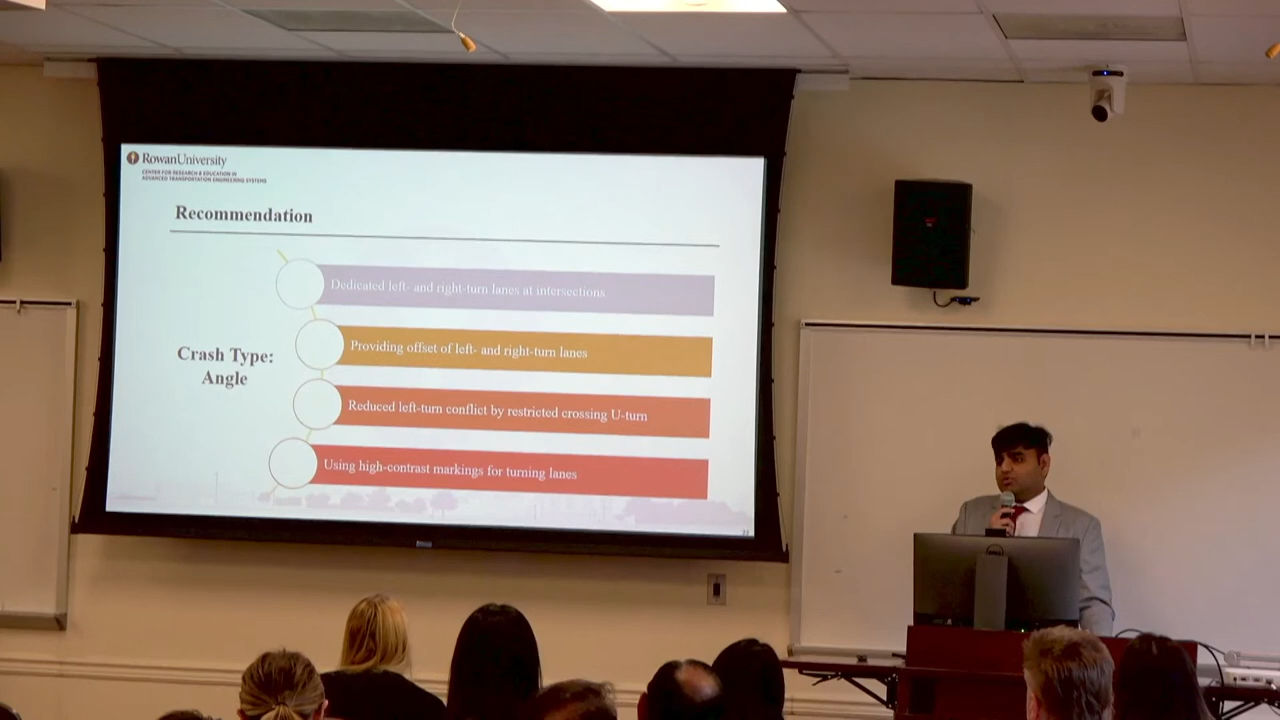 RowanUniversity
CENTER FOR RESEARCH & EDUCATION IN
ADVANCED TRANSPORTATION ENGINEERING SYSTEMS
Recommendation
Crash Type:
Angle
Dedicated left- and right-turn lanes at intersections
Providing offset of left- and right-turn lanes
Reduced left-turn conflict by restricted crossing U-turn
Using high-contrast markings for turning lanes